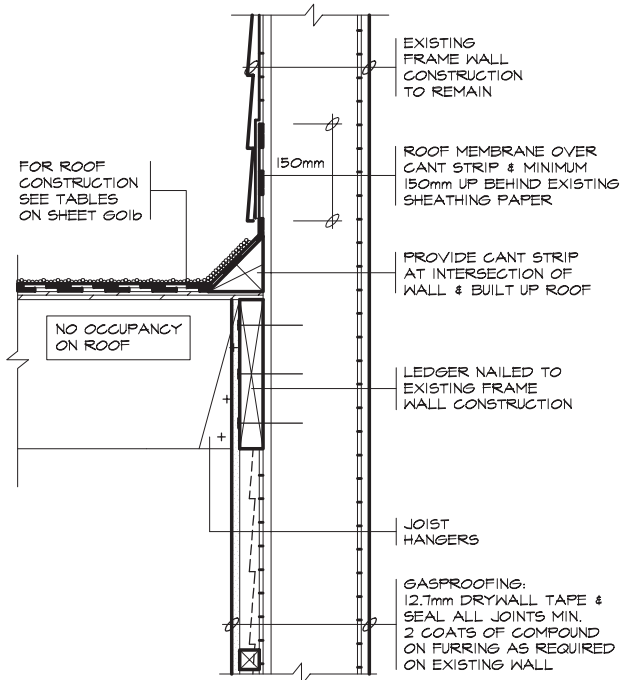 EXISTING
FRAME WALL
CONSTRUCTION
TO REMAIN
150mm
ROOF MEMBRANE OVER
CANT STRIP & MINIMUM
150mm UP BEHIND EXISTING
SHEATHING PAPER
FOR ROOF
CONSTRUCTION
SEE TABLES
ON SHEET G01b
PROVIDE CANT STRIP
AT INTERSECTION OF
WALL & BUILT UP ROOF
NO OCCUPANCY
ON ROOF
LEDGER NAILED TO
EXISTING FRAME
WALL CONSTRUCTION
JOIST
HANGERS
GASPROOFING:
12.7mm DRYWALL TAPE &
SEAL ALL JOINTS MIN.
2 COATS OF COMPOUND
ON FURRING AS REQUIRED
ON EXISTING WALL